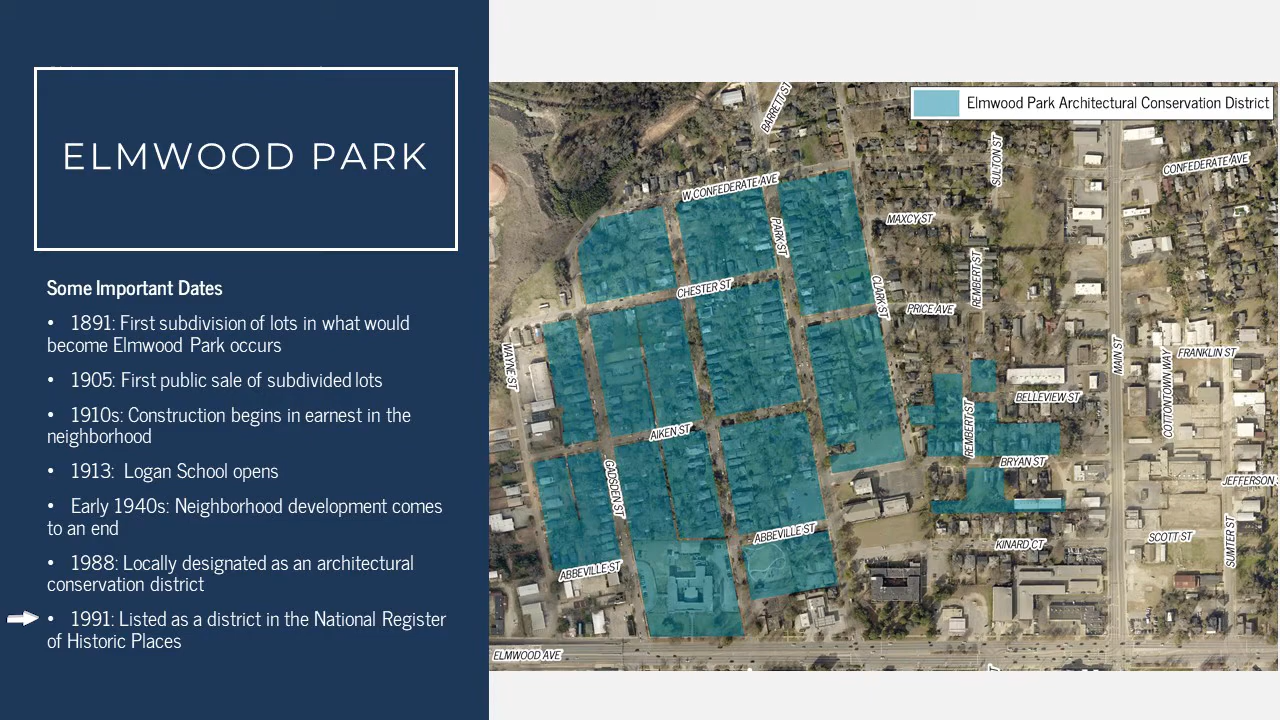 ELMWOOD PARK
Some Important Dates
• 1891: First subdivision of lots in what would
become Elmwood Park occurs
• 1905: First public sale of subdivided lots
• 1910s: Construction begins in earnest in the
neighborhood
• 1913: Logan School opens
• Early 1940s: Neighborhood development comes
to an end
• 1988: Locally designated as an architectural
conservation district
• 1991: Listed as a district in the National Register
of Historic Places
Elmwood Park Architectural Conservation District
BARRETT ST
SULTON ST
CONFEDERATE AVE
W CONFEDERATE AVE
MAXCY ST
PARK ST
REMBERT ST
CHESTER ST
CLARK ST
PRICE AVE
WAYNE ST
MAIN ST
COTTONTOWN WAY
FRANKLIN ST
BELLEVIEW ST
REMBERT ST
AIKEN ST
BRYAN ST
GADSDEN ST
JEFFERSON
ABBEVILLE ST
KINARD CT
SCOTT ST
SUMTER ST
ABBEVILLE ST
ELMWOOD AVE